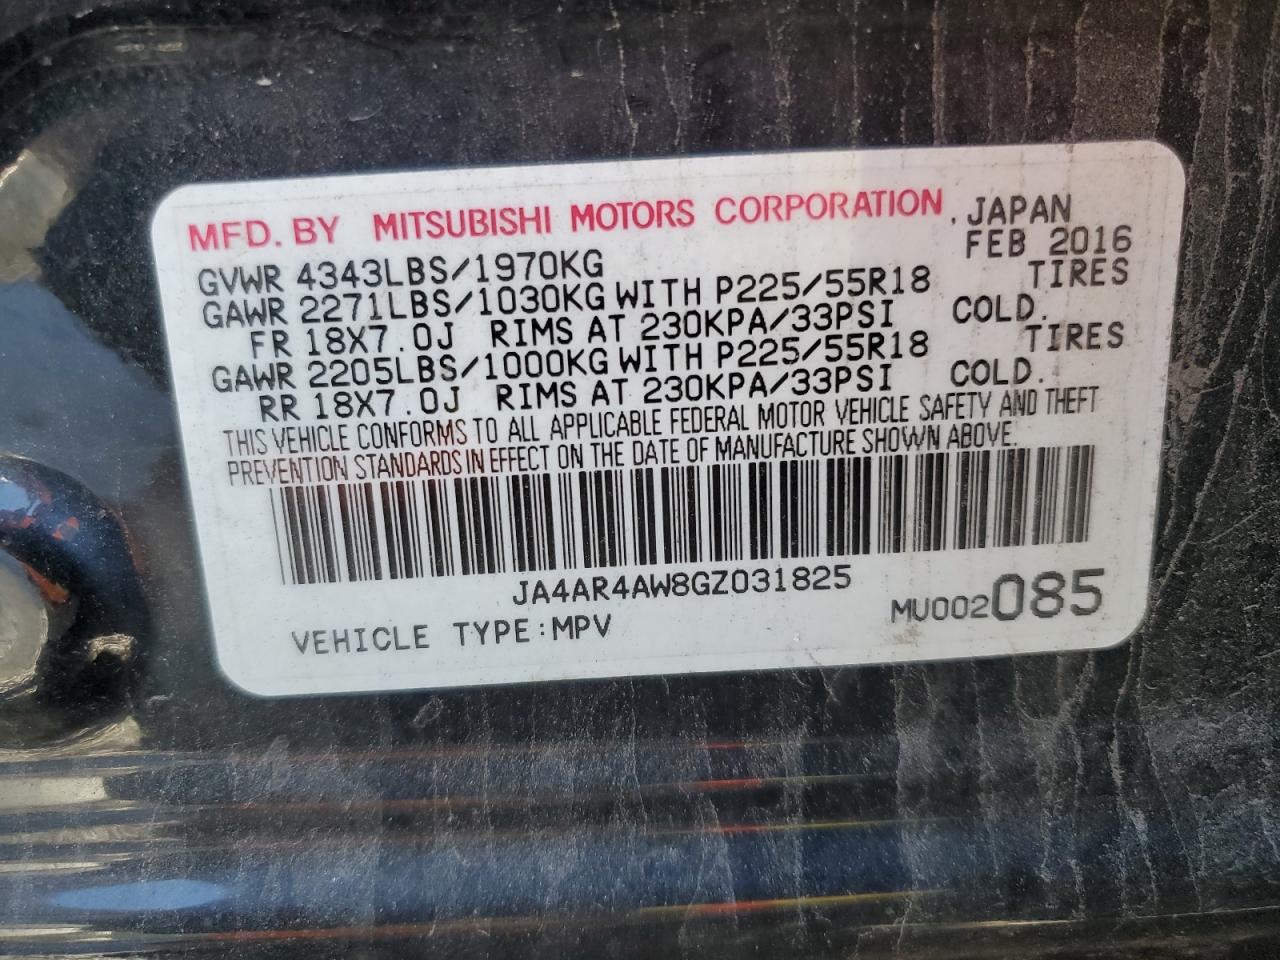 MFD. BY MITSUBISHI MOTORS CORPORATION, JAPAN
GVWR 4343LBS/1970KG FEB 2016
GAWR 2271LBS/1030KG WITH P225/55R18 TIRES
FR 18X7.0J RIMS AT 230KPA/33PSI COLD.
GAWR 2205LBS/1000KG WITH P225/55R18 TIRES
RR 18X7.0J RIMS AT 230KPA/33PSI COLD.
THIS VEHICLE CONFORMS TO ALL APPLICABLE FEDERAL MOTOR VEHICLE SAFETY AND THEFT
PREVENTION STANDARDS IN EFFECT ON THE DATE OF MANUFACTURE SHOWN ABOVE.
JA4AR4AW8GZ031825
VEHICLE TYPE:MPV MU002085